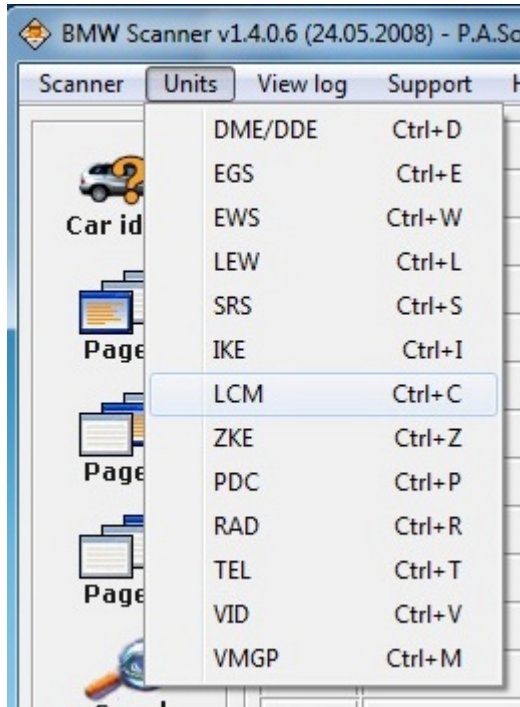 BMW Scanner v1.4.0.6 (24.05.2008) - P.A.So
Scanner Units View log Support H
DME/DDE Ctrl+D
EGS Ctrl+E
EWS Ctrl+W
LEW Ctrl+L
SRS Ctrl+S
IKE Ctrl+I
LCM Ctrl+C
ZKE Ctrl+Z
PDC Ctrl+P
RAD Ctrl+R
TEL Ctrl+T
VID Ctrl+V
VMGP Ctrl+M
Car id
Page
Page
Page